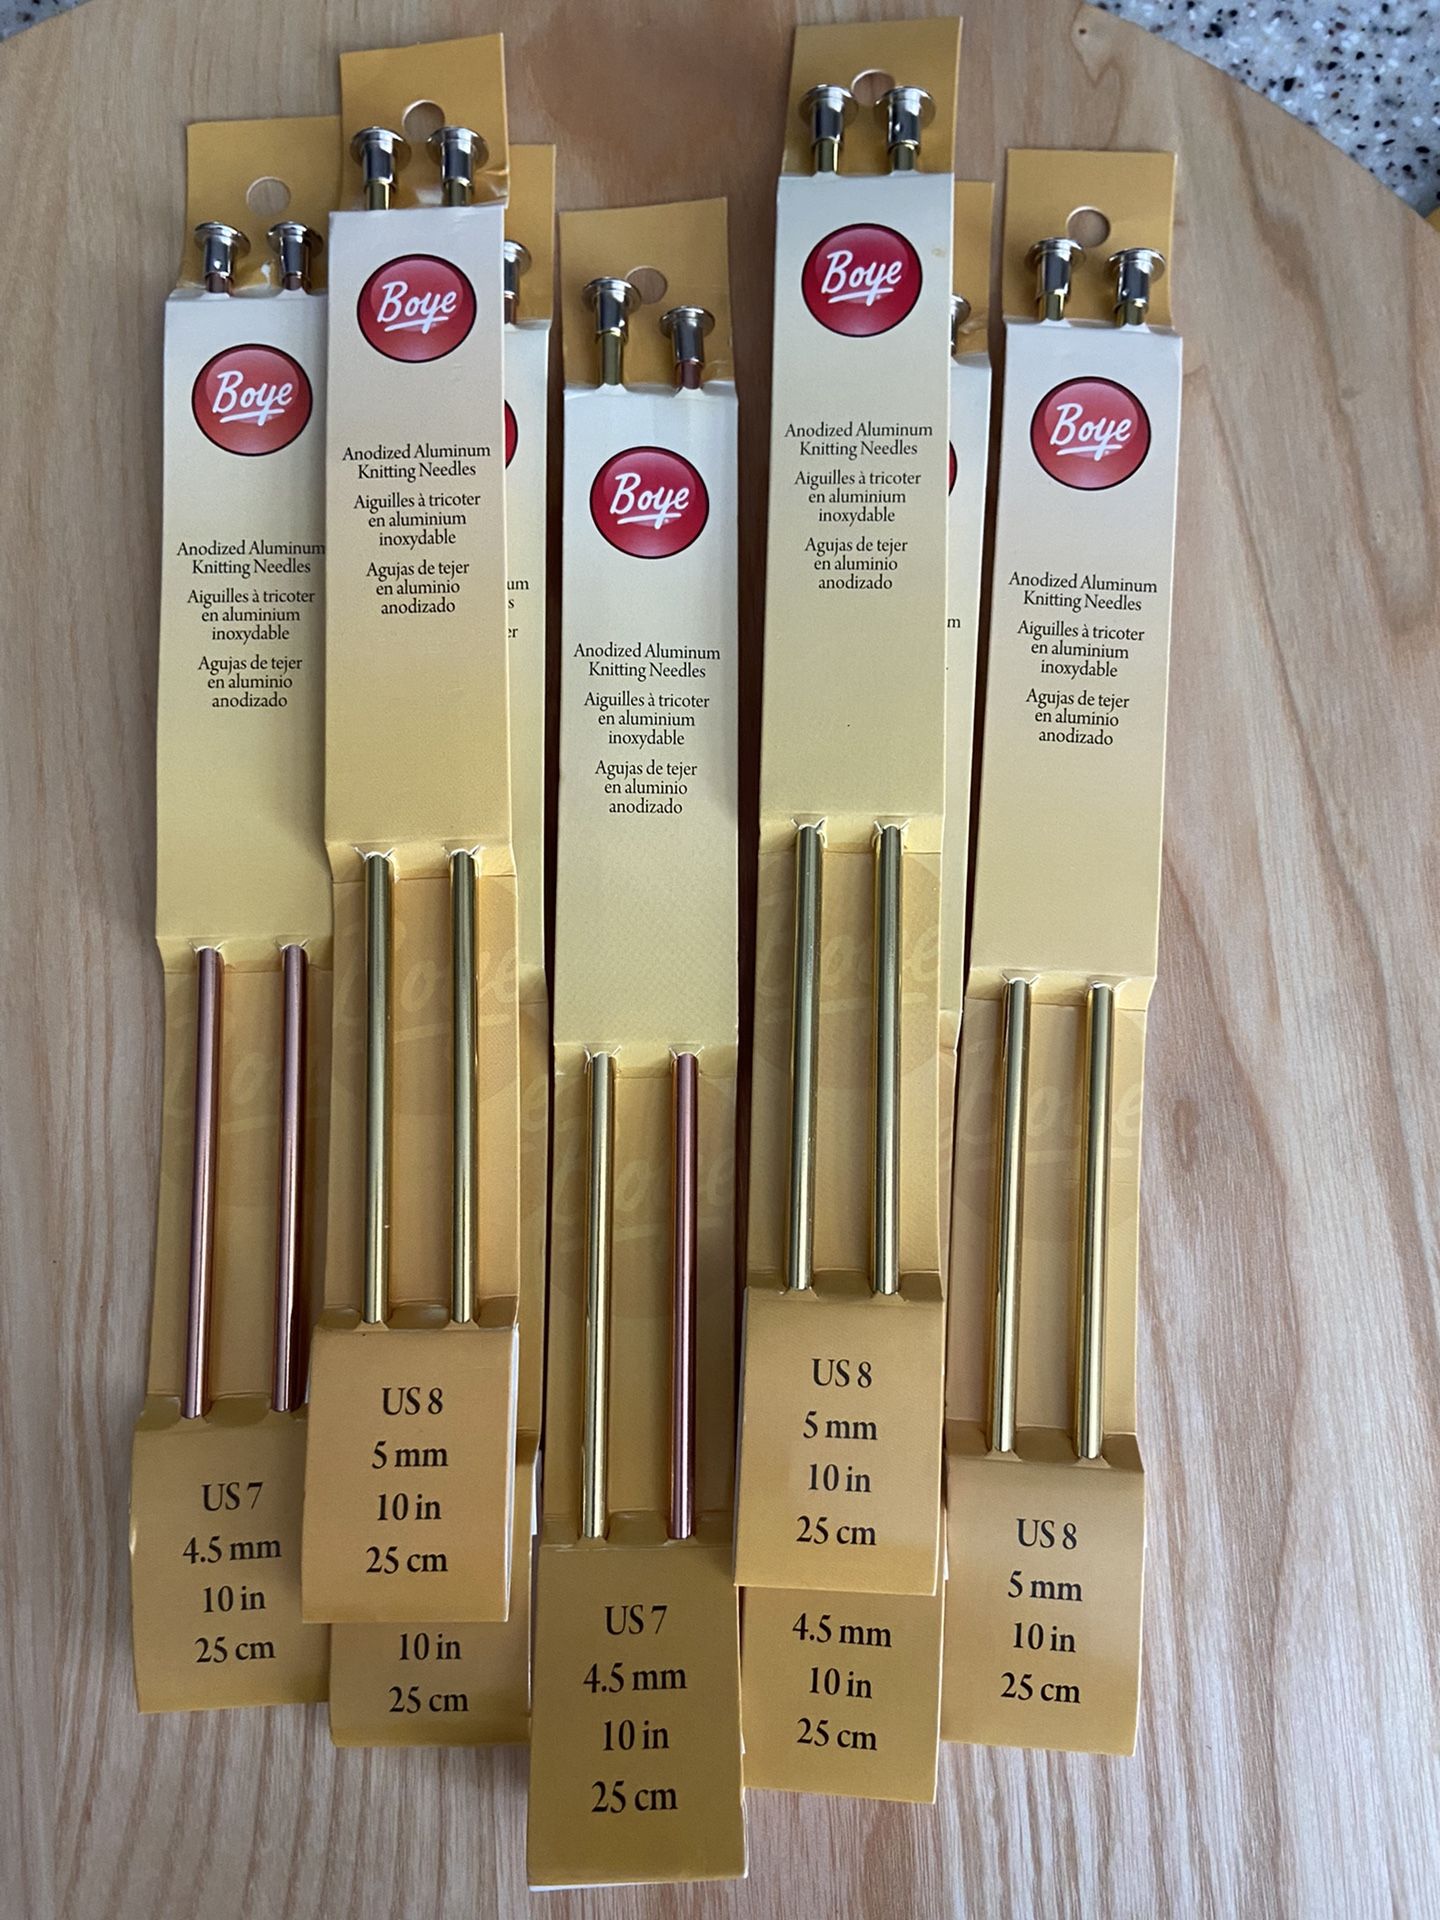 Boye
Anodized Aluminum
Knitting Needles
Aiguilles à tricoter
en aluminium
inoxydable
Agujas de tejer
en aluminio
anodizado
US 7
4.5 mm
10 in
25 cm
Boye
Anodized Aluminum
Knitting Needles
Aiguilles à tricoter
en aluminium
inoxydable
Agujas de tejer
en aluminio
anodizado
US 8
5 mm
10 in
25 cm
10 in
25 cm
Boye
Anodized Aluminum
Knitting Needles
Aiguilles à tricoter
en aluminium
inoxydable
Agujas de tejer
en aluminio
anodizado
US 7
4.5 mm
10 in
25 cm
Boye
Anodized Aluminum
Knitting Needles
Aiguilles à tricoter
en aluminium
inoxydable
Agujas de tejer
en aluminio
anodizado
US 8
5 mm
10 in
25 cm
4.5 mm
10 in
25 cm
Boye
Anodized Aluminum
Knitting Needles
Aiguilles à tricoter
en aluminium
inoxydable
Agujas de tejer
en aluminio
anodizado
US 8
5 mm
10 in
25 cm